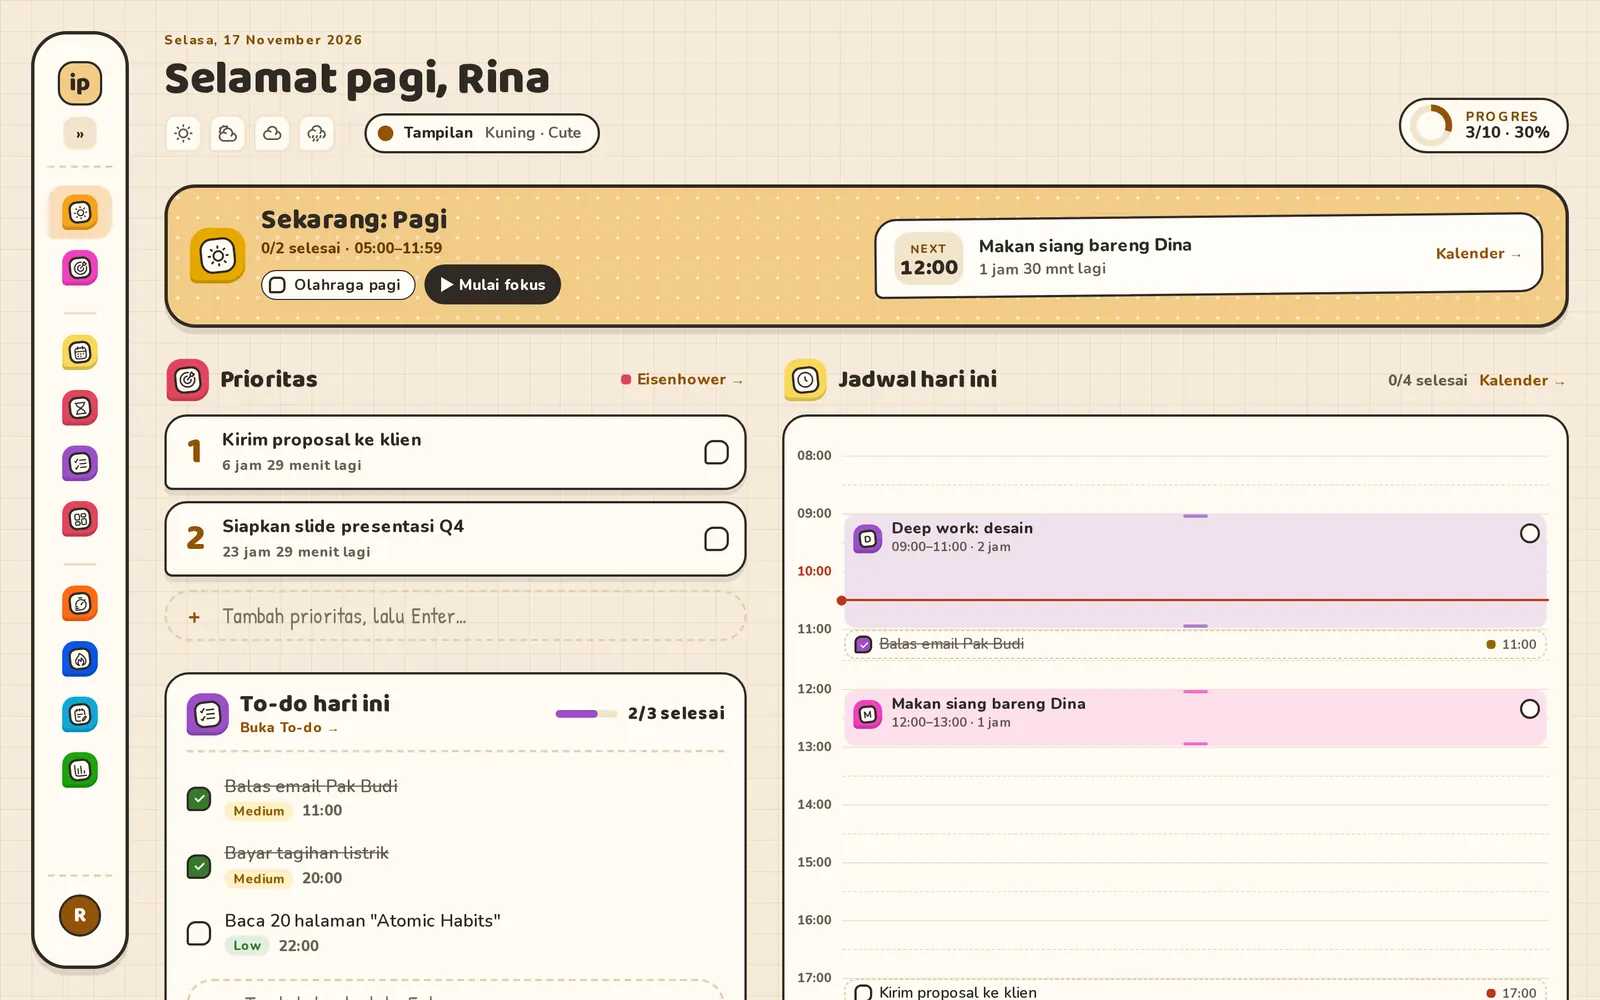 Selasa, 17 November 2026
Selamat pagi, Rina
ip
»
Tampilan Kuning · Cute
PROGRES
3/10 · 30%
Sekarang: Pagi
0/2 selesai · 05:00–11:59
Olahraga pagi
▶ Mulai fokus
NEXT
12:00
Makan siang bareng Dina
1 jam 30 mnt lagi
Kalender →
Prioritas
Eisenhower →
1
Kirim proposal ke klien
6 jam 29 menit lagi
2
Siapkan slide presentasi Q4
23 jam 29 menit lagi
+ Tambah prioritas, lalu Enter...
To-do hari ini
Buka To-do →
2/3 selesai
Balas email Pak Budi
Medium 11:00
Bayar tagihan listrik
Medium 20:00
Baca 20 halaman "Atomic Habits"
Low 22:00
R
Jadwal hari ini
0/4 selesai Kalender →
08:00
09:00
D
Deep work: desain
09:00–11:00 · 2 jam
10:00
11:00
Balas email Pak Budi
11:00
12:00
M
Makan siang bareng Dina
12:00–13:00 · 1 jam
13:00
14:00
15:00
16:00
17:00
Kirim proposal ke klien
17:00